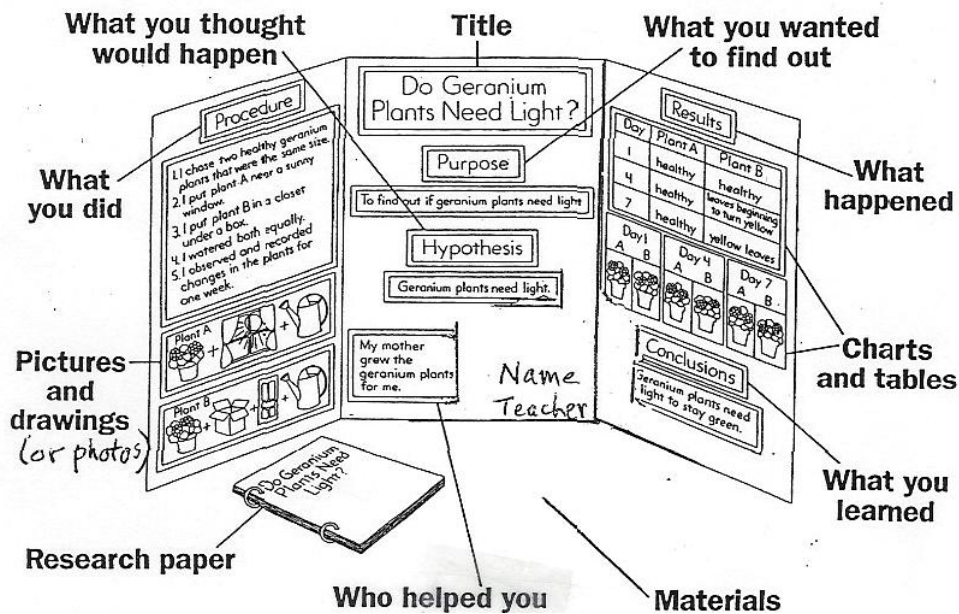 What you thought
would happen
Title
What you wanted
to find out
Procedure
1. I chose two healthy geranium
plants that were the same size.
2. I put plant A near a sunny
window.
3. I put plant B in a closet
under a box.
4. I watered both equally.
5. I observed and recorded
changes in the plants for
one week.
Plant A
+
+
Plant B
+
+
+
Do Geranium
Plants Need Light?
Purpose
To find out if geranium plants need light
Hypothesis
Geranium plants need light.
My mother
grew the
geranium plants
for me.
Name
Teacher
Results
Day Plant A Plant B
1 healthy healthy
4 healthy leaves beginning
to turn yellow
7 healthy yellow leaves
Day 1 Day 4 Day 7
A B A B A B
Conclusions
Geranium plants need
light to stay green.
What
you did
Pictures
and
drawings
(or photos)
What
happened
Charts
and tables
What you
learned
Do Geranium
Plants Need
Light?
Research paper
Who helped you
Materials